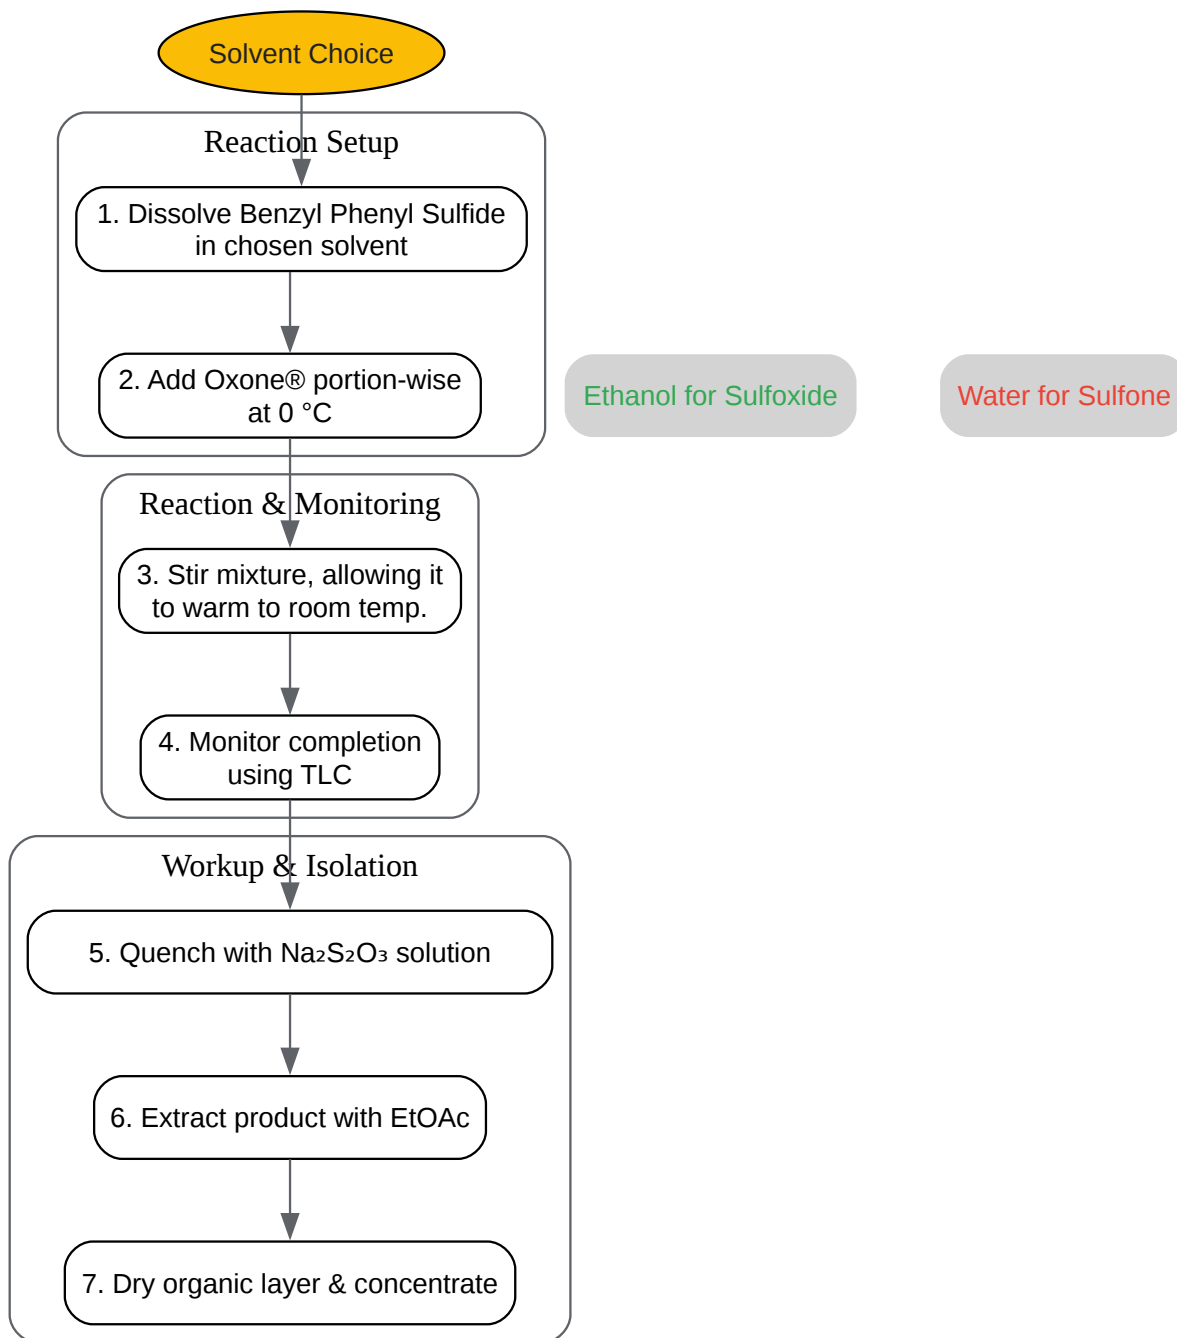 Solvent Choice
Reaction Setup
1. Dissolve Benzyl Phenyl Sulfide
in chosen solvent
2. Add Oxone® portion-wise
at 0 °C
Ethanol for Sulfoxide
Water for Sulfone
Reaction & Monitoring
3. Stir mixture, allowing it
to warm to room temp.
4. Monitor completion
using TLC
Workup & Isolation
5. Quench with Na₂S₂O₃ solution
6. Extract product with EtOAc
7. Dry organic layer & concentrate